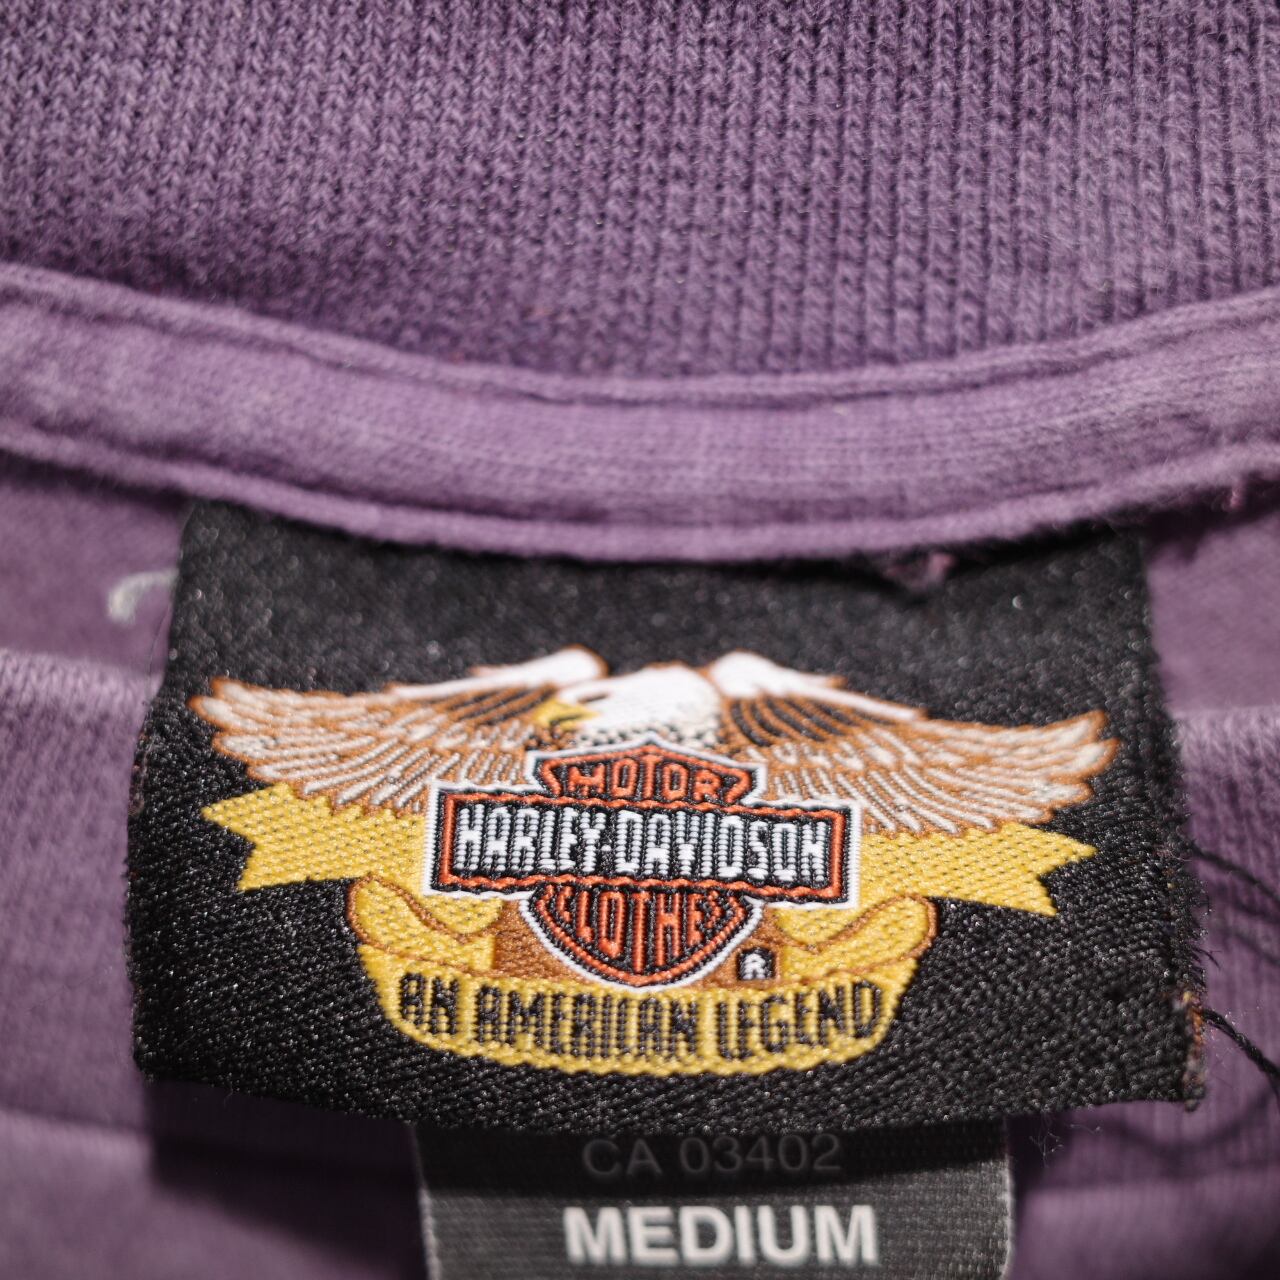 MOTOR
HARLEY-DAVIDSON
CLOTHES
®
AN AMERICAN LEGEND
CA 03402
MEDIUM